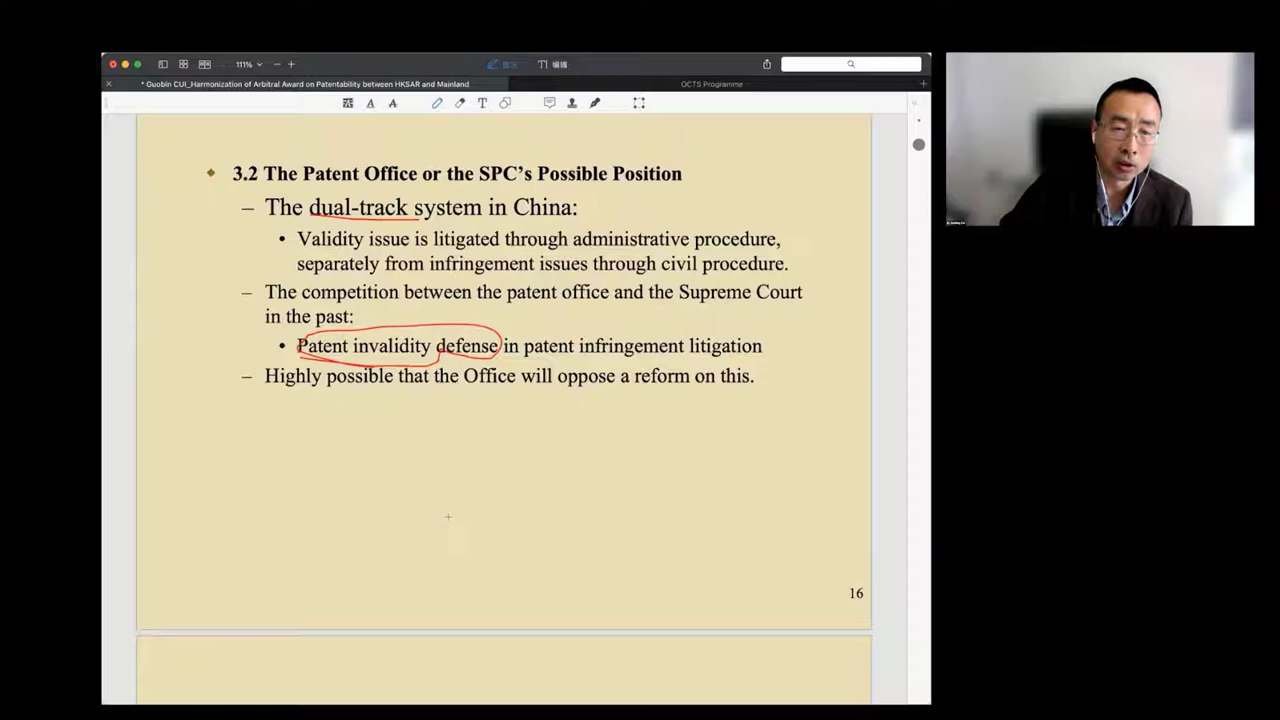 111%
编辑
* Guobin CUI_Harmonization of Arbitral Award on Patentability between HKSAR and Mainland
OCTS Programme
3.2 The Patent Office or the SPC’s Possible Position
– The dual-track system in China:
• Validity issue is litigated through administrative procedure,
separately from infringement issues through civil procedure.
– The competition between the patent office and the Supreme Court
in the past:
• Patent invalidity defense in patent infringement litigation
– Highly possible that the Office will oppose a reform on this.
16